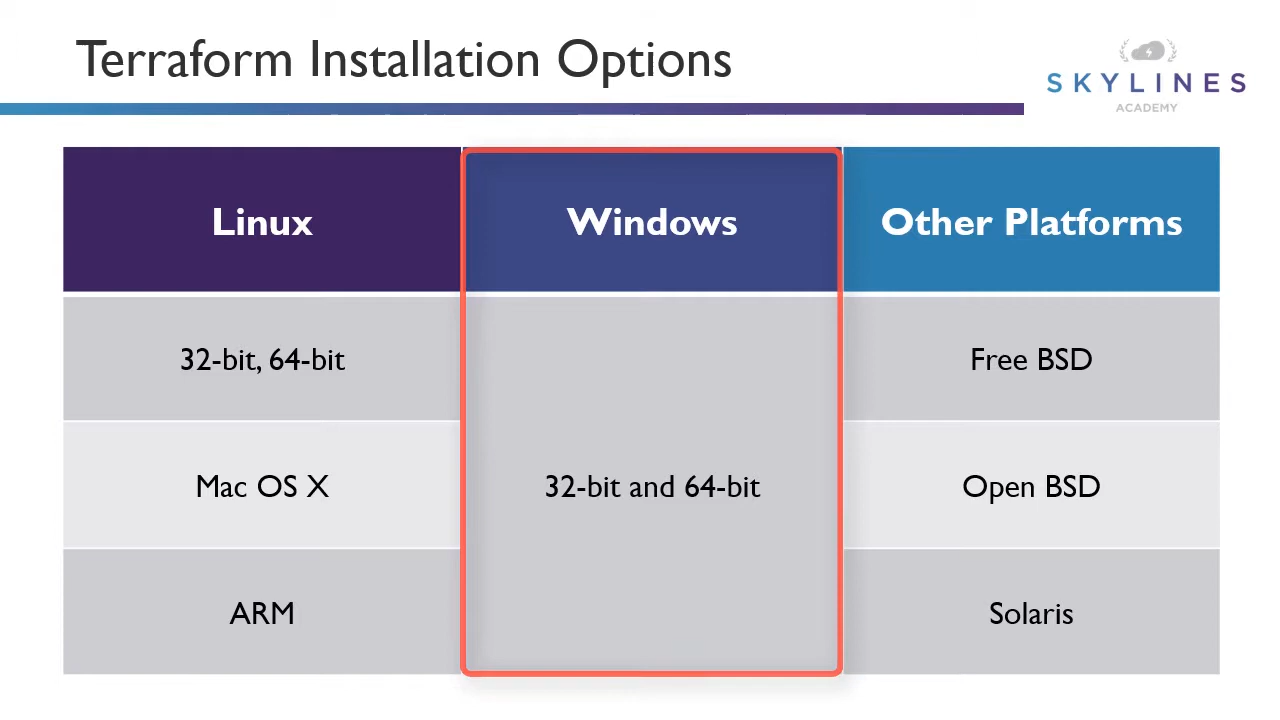 Terraform Installation Options
SKYLINES
ACADEMY
Linux
Windows
Other Platforms
32-bit, 64-bit
Free BSD
Mac OS X
32-bit and 64-bit
Open BSD
ARM
Solaris